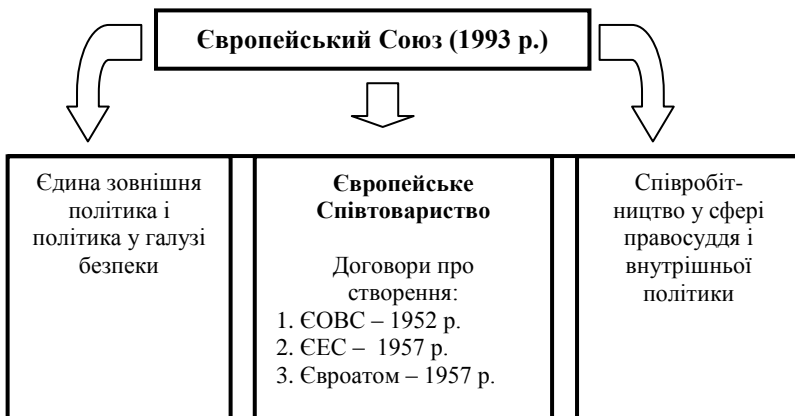 Європейський Союз (1993 р.)
Єдина зовнішня
політика і
політика у галузі
безпеки
Європейське
Співтовариство
Договори про
створення:
1. ЄОВС – 1952 р.
2. ЄЕС – 1957 р.
3. Євроатом – 1957 р.
Співробіт-
ництво у сфері
правосуддя і
внутрішньої
політики